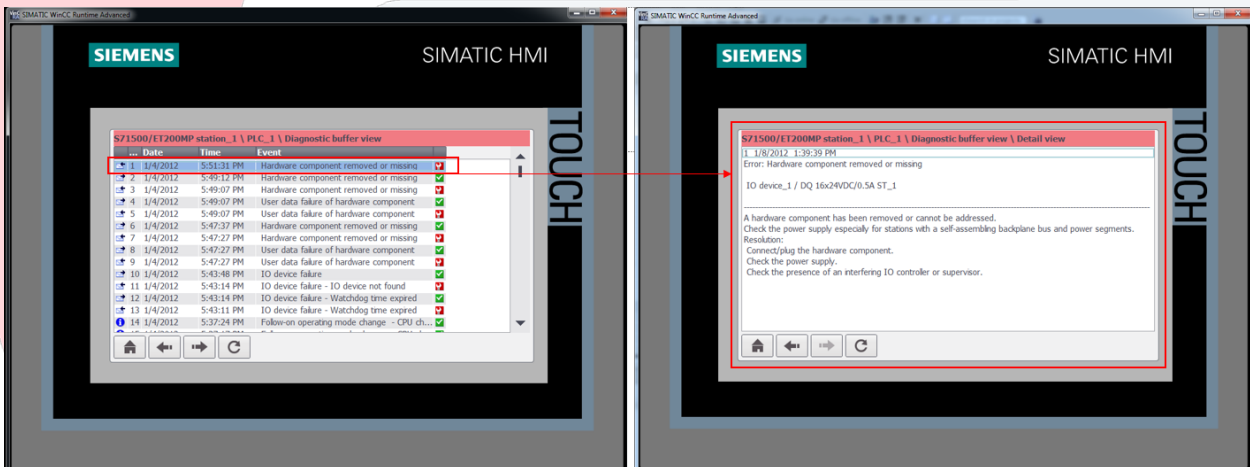 SIMATIC WinCC Runtime Advanced
SIEMENS
SIMATIC HMI
TOUCH
S71500/ET200MP station_1 \ PLC_1 \ Diagnostic buffer view
... Date Time Event
1 1/4/2012 5:51:31 PM Hardware component removed or missing
2 1/4/2012 5:49:12 PM Hardware component removed or missing
3 1/4/2012 5:49:07 PM Hardware component removed or missing
4 1/4/2012 5:49:07 PM User data failure of hardware component
5 1/4/2012 5:49:07 PM User data failure of hardware component
6 1/4/2012 5:47:37 PM Hardware component removed or missing
7 1/4/2012 5:47:27 PM Hardware component removed or missing
8 1/4/2012 5:47:27 PM User data failure of hardware component
9 1/4/2012 5:47:27 PM User data failure of hardware component
10 1/4/2012 5:43:48 PM IO device failure
11 1/4/2012 5:43:14 PM IO device failure - IO device not found
12 1/4/2012 5:43:14 PM IO device failure - Watchdog time expired
13 1/4/2012 5:43:11 PM IO device failure - Watchdog time expired
14 1/4/2012 5:37:24 PM Follow-on operating mode change - CPU ch...
SIMATIC WinCC Runtime Advanced
SIEMENS
SIMATIC HMI
TOUCH
S71500/ET200MP station_1 \ PLC_1 \ Diagnostic buffer view \ Detail view
1 1/8/2012 1:39:39 PM
Error: Hardware component removed or missing
IO device_1 / DQ 16x24VDC/0.5A ST_1
A hardware component has been removed or cannot be addressed.
Check the power supply especially for stations with a self-assembling backplane bus and power segments.
Resolution:
Connect/plug the hardware component.
Check the power supply.
Check the presence of an interfering IO controller or supervisor.